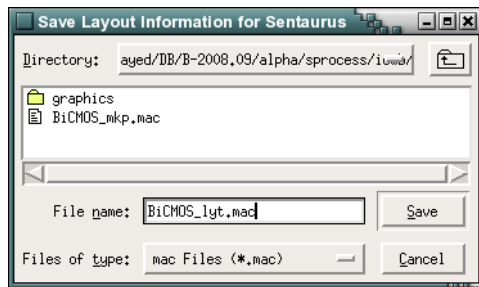 Save Layout Information for Sentaurus
Directory: ayed/DB/B-2008.09/alpha/sprocess/
graphics
BiCMOS_mkp.mac
File name: BiCMOS_lyt.mac Save
Files of type: mac Files (*.mac) Cancel